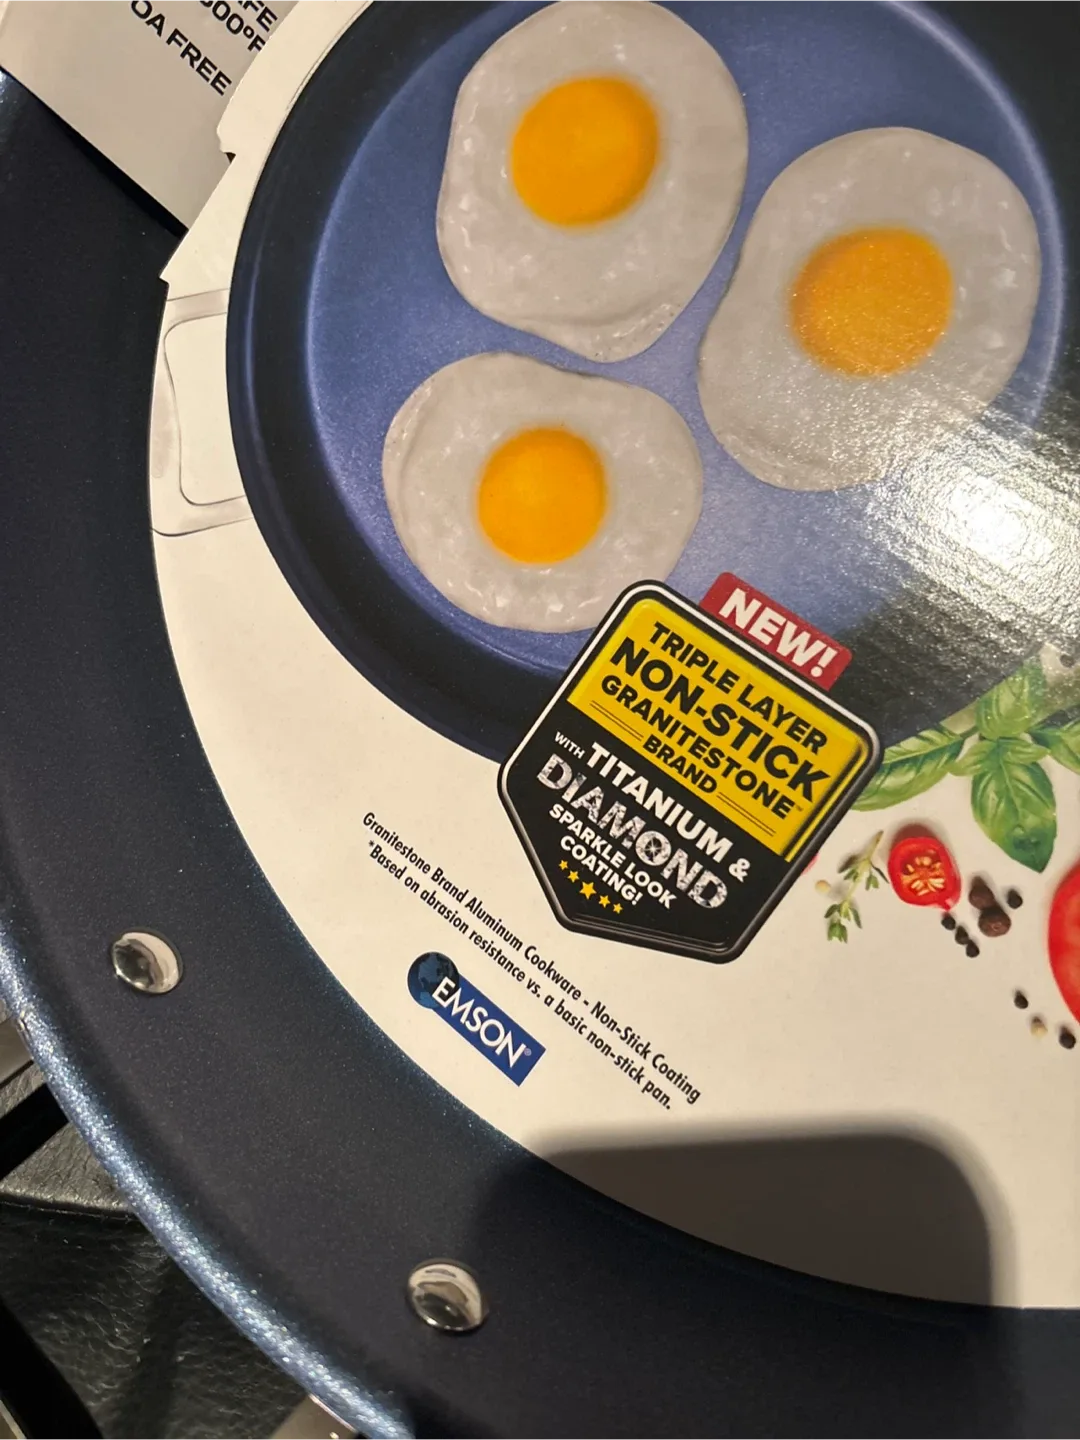 OA FREE
NEW!
TRIPLE LAYER
NON-STICK
GRANITESTONE™
BRAND
WITH TITANIUM &
DIAMOND
SPARKLE LOOK
COATING!
Granitestone Brand Aluminum Cookware - Non-Stick Coating
*Based on abrasion resistance vs. a basic non-stick pan.
EMSON®